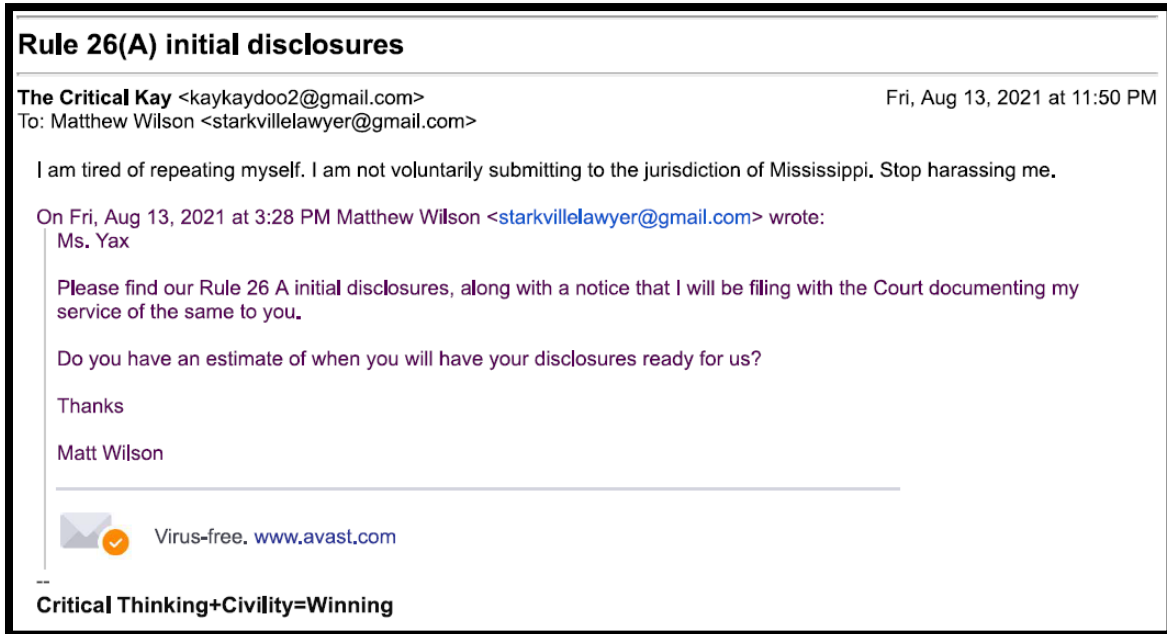 Rule 26(A) initial disclosures
The Critical Kay <kaykaydoo2@gmail.com>
Fri, Aug 13, 2021 at 11:50 PM
To: Matthew Wilson <starkvillelawyer@gmail.com>
I am tired of repeating myself. I am not voluntarily submitting to the jurisdiction of Mississippi. Stop harassing me.
On Fri, Aug 13, 2021 at 3:28 PM Matthew Wilson <starkvillelawyer@gmail.com> wrote:
Ms. Yax
Please find our Rule 26 A initial disclosures, along with a notice that I will be filing with the Court documenting my
service of the same to you.
Do you have an estimate of when you will have your disclosures ready for us?
Thanks
Matt Wilson
Virus-free. www.avast.com
--
Critical Thinking+Civility=Winning